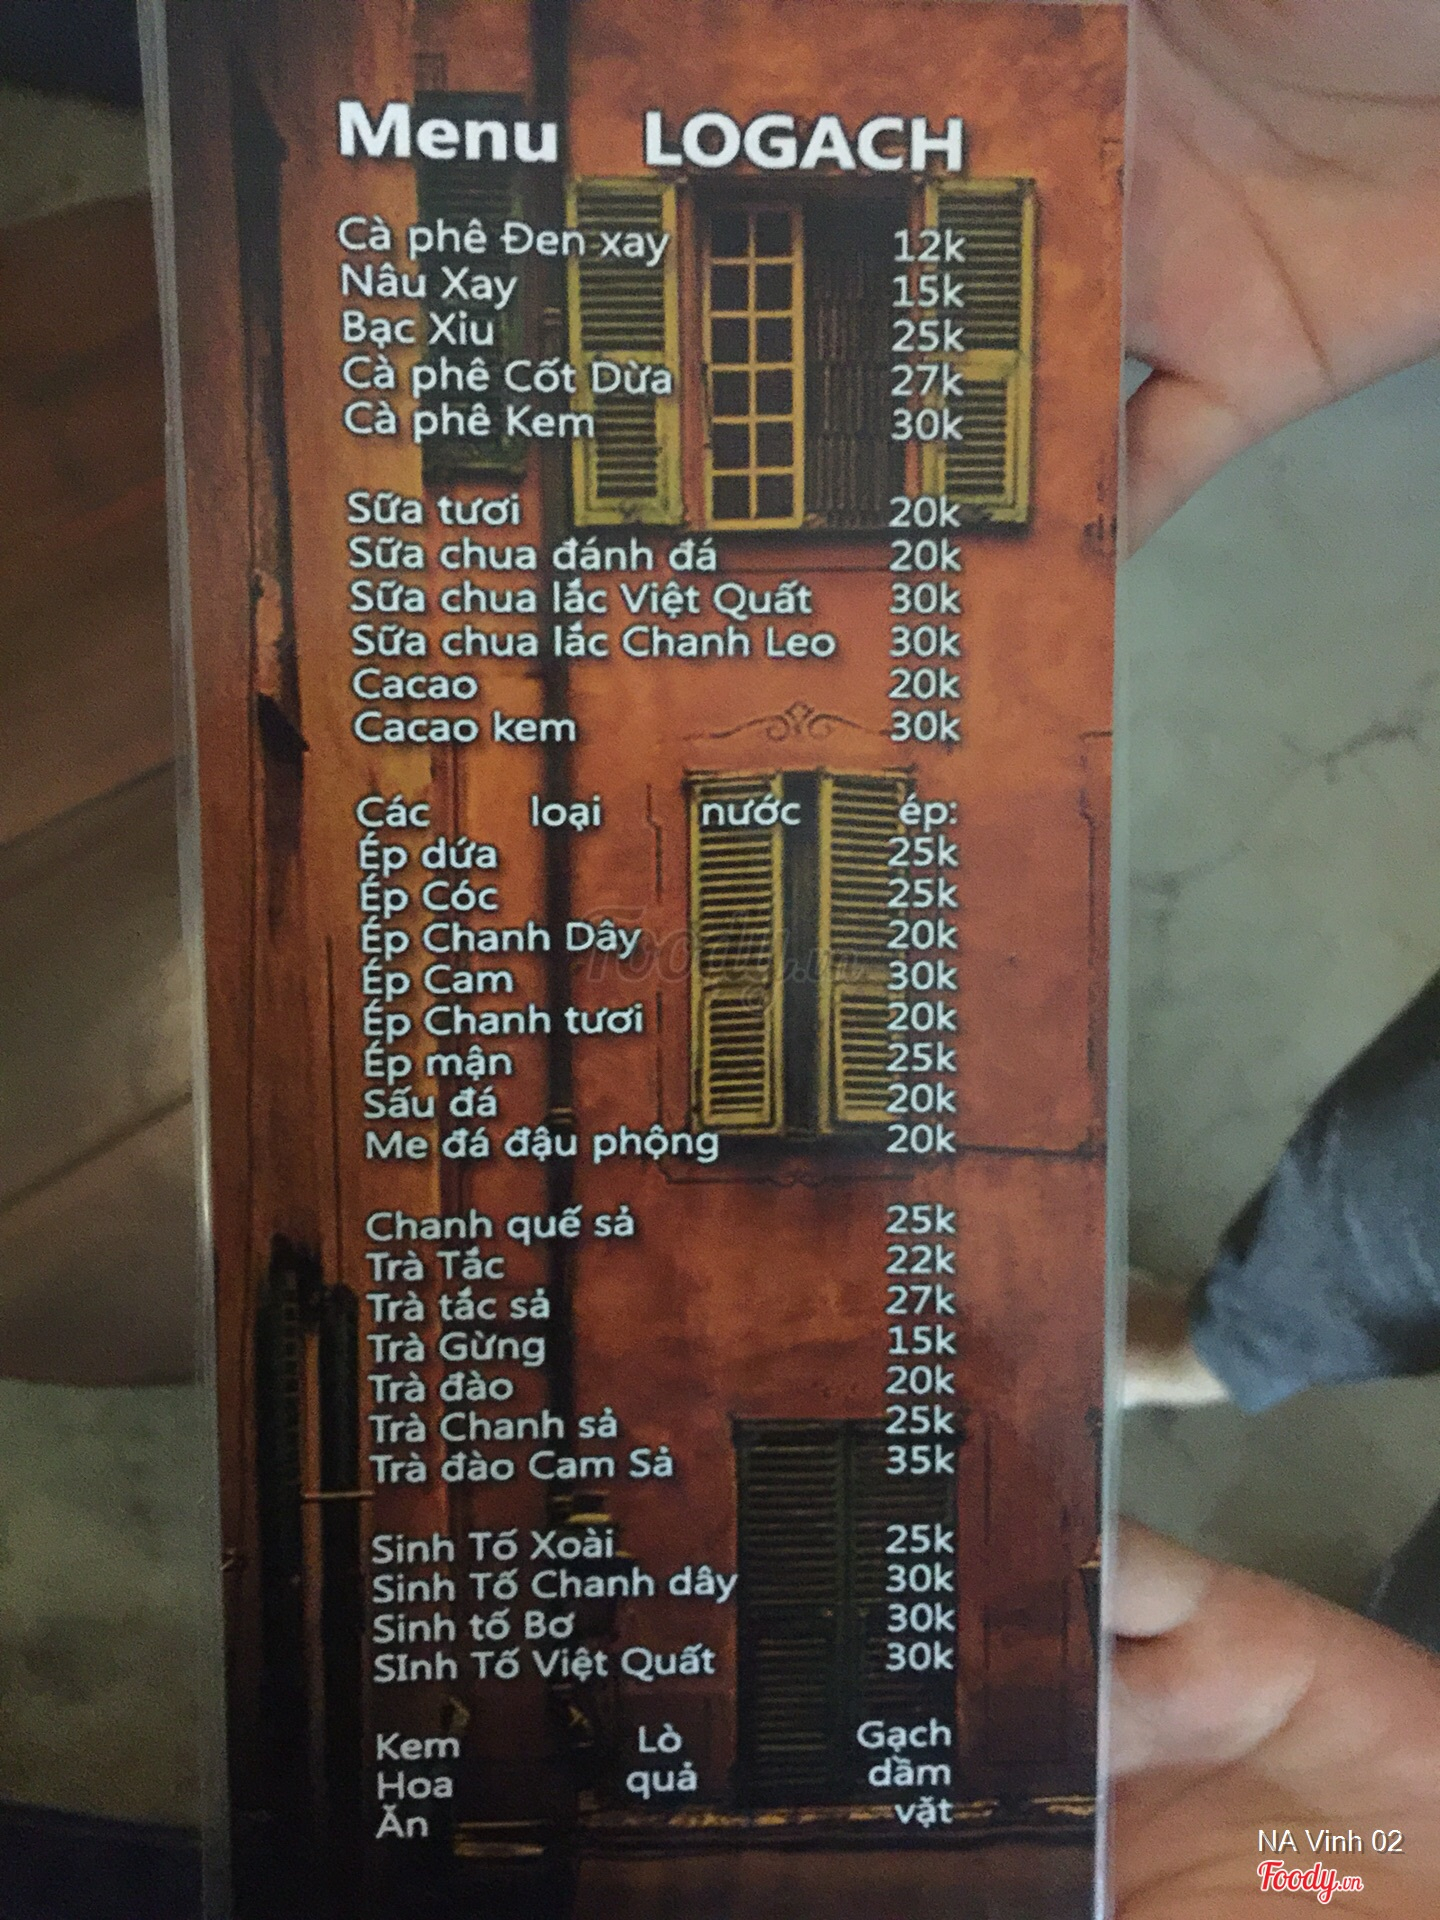 Menu LOGACH
Cà phê Đen xay 12k
Nâu Xay 15k
Bạc Xiu 25k
Cà phê Cốt Dừa 27k
Cà phê Kem 30k
Sữa tươi 20k
Sữa chua đánh đá 20k
Sữa chua lắc Việt Quất 30k
Sữa chua lắc Chanh Leo 30k
Cacao 20k
Cacao kem 30k
Các loại nước ép:
Ép dứa 25k
Ép Cóc 25k
Ép Chanh Dây 20k
Ép Cam 30k
Ép Chanh tươi 20k
Ép mận 25k
Sấu đá 20k
Me đá đậu phộng 20k
Chanh quế sả 25k
Trà Tắc 22k
Trà tắc sả 27k
Trà Gừng 15k
Trà đào 20k
Trà Chanh sả 25k
Trà đào Cam Sả 35k
Sinh Tố Xoài 25k
Sinh Tố Chanh dây 30k
Sinh tố Bơ 30k
SInh Tố Việt Quất 30k
Kem Lò Gạch
Hoa quả dầm
Ăn vặt
Foody.vn
NA Vinh 02
Foody.vn